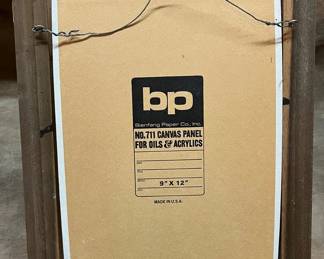 bp
Bienfang Paper Co., Inc.
NO. 711 CANVAS PANEL
FOR OILS & ACRYLICS
9" X 12"
MADE IN U.S.A.